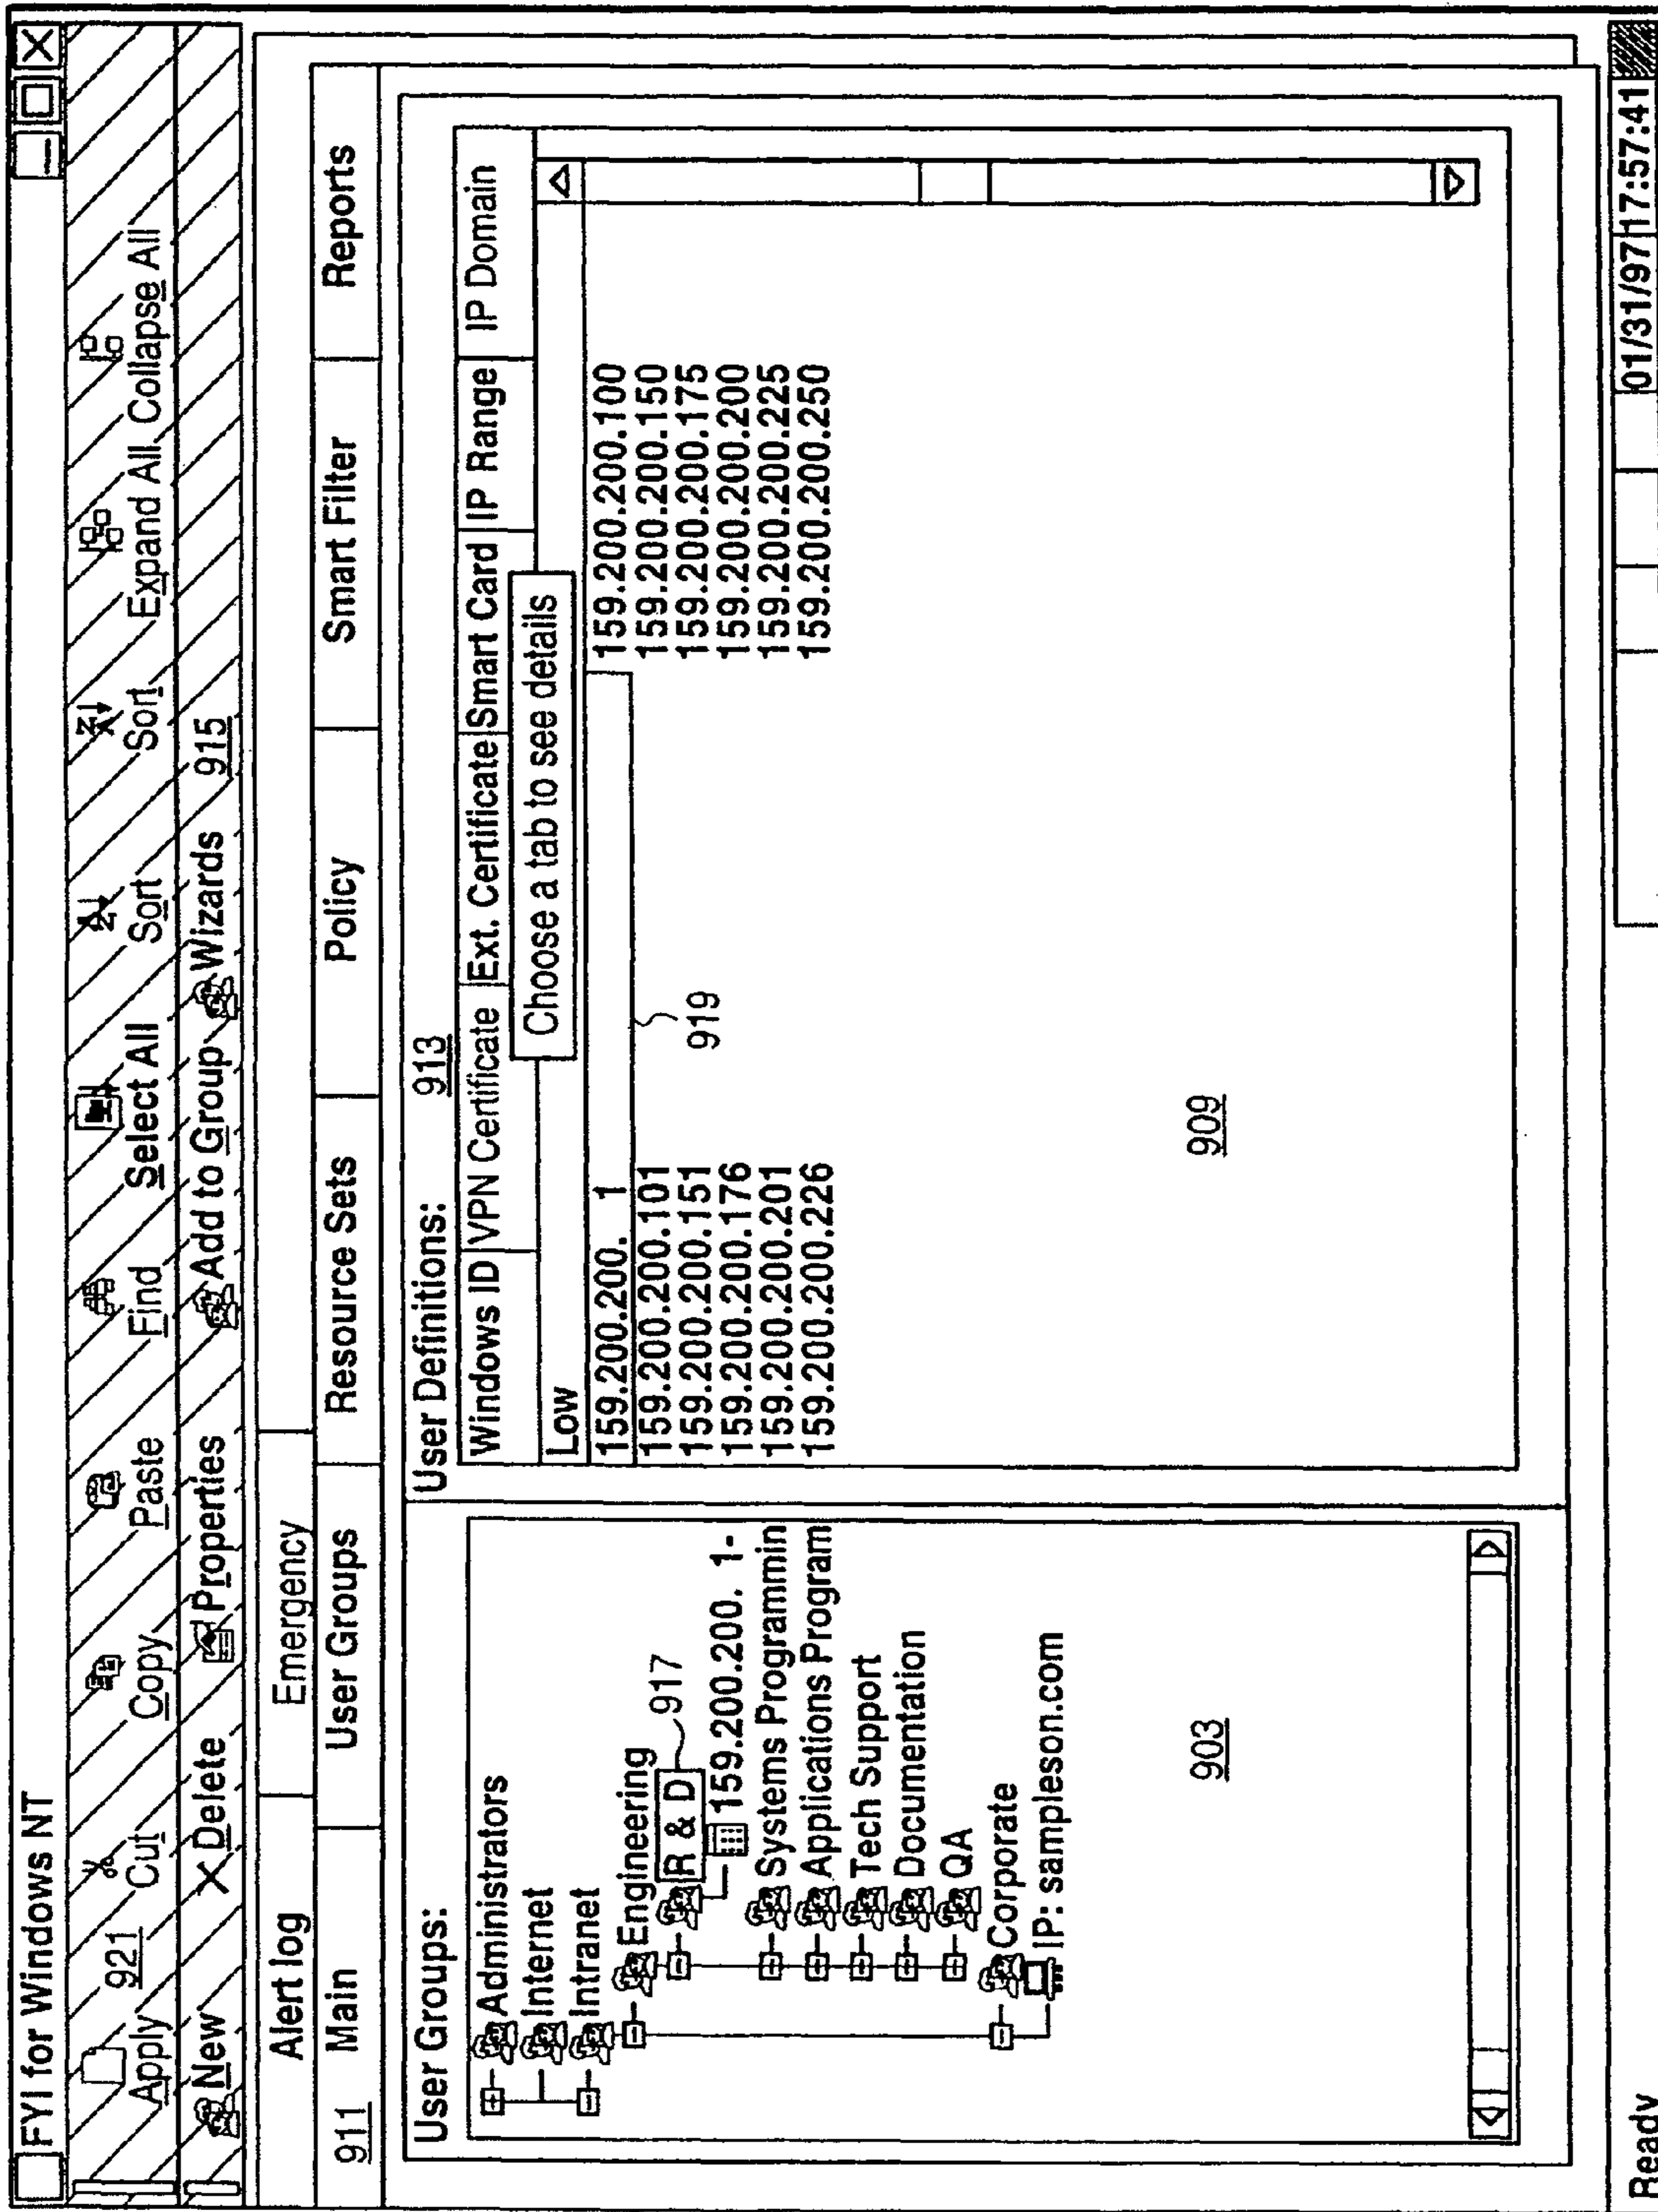 FYI for Windows NT
921
Apply Cut Copy Paste Find Select All Sort Sort Expand All Collapse All
New Delete Properties Add to Group Wizards 915
Alert log Emergency
911 Main User Groups Resource Sets Policy Smart Filter Reports
User Groups:
Administrators
Internet
Intranet
Engineering
R & D 917
159.200.200. 1-
Systems Programmin
Applications Program
Tech Support
Documentation
QA
Corporate
IP: sampleson.com
903
User Definitions: 913
Windows ID VPN Certificate Ext. Certificate Smart Card IP Range IP Domain
Choose a tab to see details
Low
159.200.200. 1 159.200.200.100
159.200.200.101 159.200.200.150
159.200.200.151 159.200.200.175
159.200.200.176 159.200.200.200
159.200.200.201 159.200.200.225
159.200.200.226 159.200.200.250
919
909
Ready 01/31/97 17:57:41